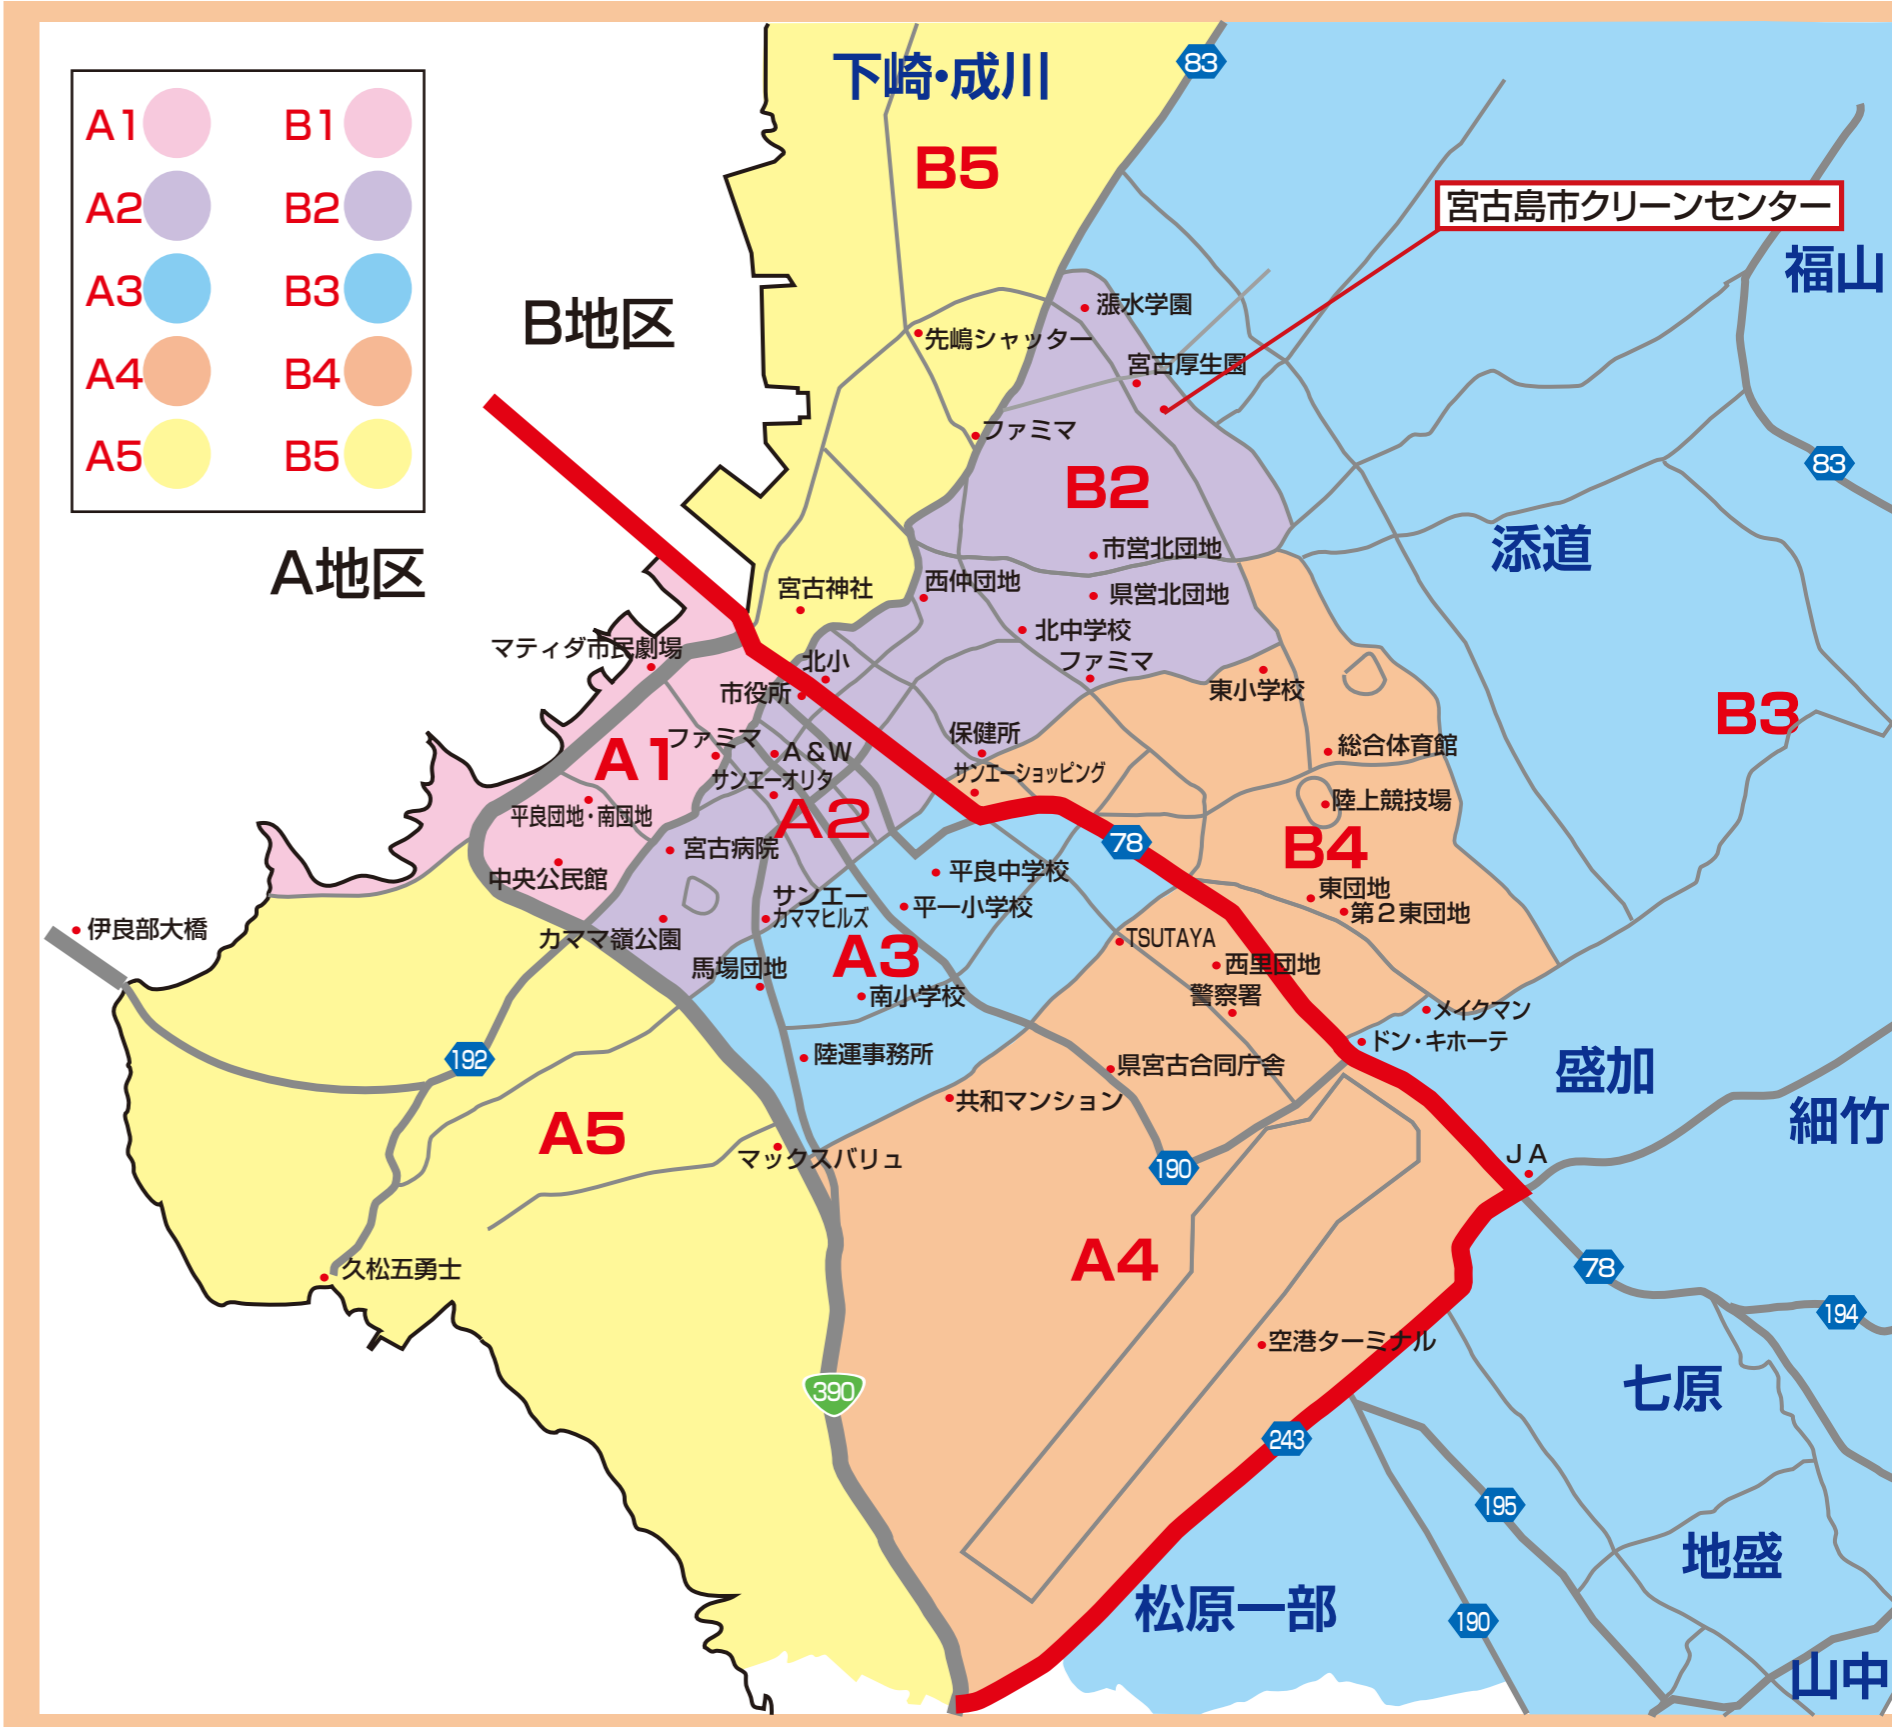 A1
B1
A2
B2
A3
B3
A4
B4
A5
B5
下崎・成川
83
B5
宮古島市クリーンセンター
福山
B地区
漲水学園
先嶋シャッター
宮古厚生園
ファミマ
83
B2
添道
A地区
市営北団地
西仲団地
県営北団地
宮古神社
北中学校
マティダ市民劇場
北小
ファミマ
市役所
東小学校
B3
保健所
ファミマ
A&W
総合体育館
A1
サンエーオリタ
サンエーショッピング
陸上競技場
平良団地・南団地
A2
78
B4
宮古病院
中央公民館
平良中学校
東団地
サンエー
カママヒルズ
平一小学校
第2東団地
伊良部大橋
カママ嶺公園
TSUTAYA
A3
西里団地
馬場団地
南小学校
警察署
メイクマン
ドン・キホーテ
192
陸運事務所
県宮古合同庁舎
盛加
共和マンション
細竹
A5
マックスバリュ
190
JA
久松五勇士
A4
78
194
空港ターミナル
390
七原
243
195
地盛
松原一部
190
山中